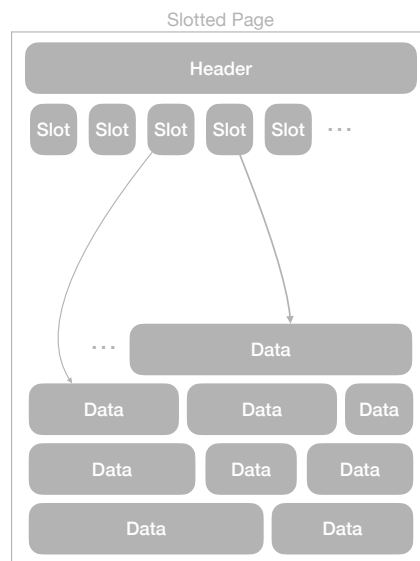 Slotted Page
Header
Slot Slot Slot Slot Slot ...
... Data
Data Data Data
Data Data Data
Data Data